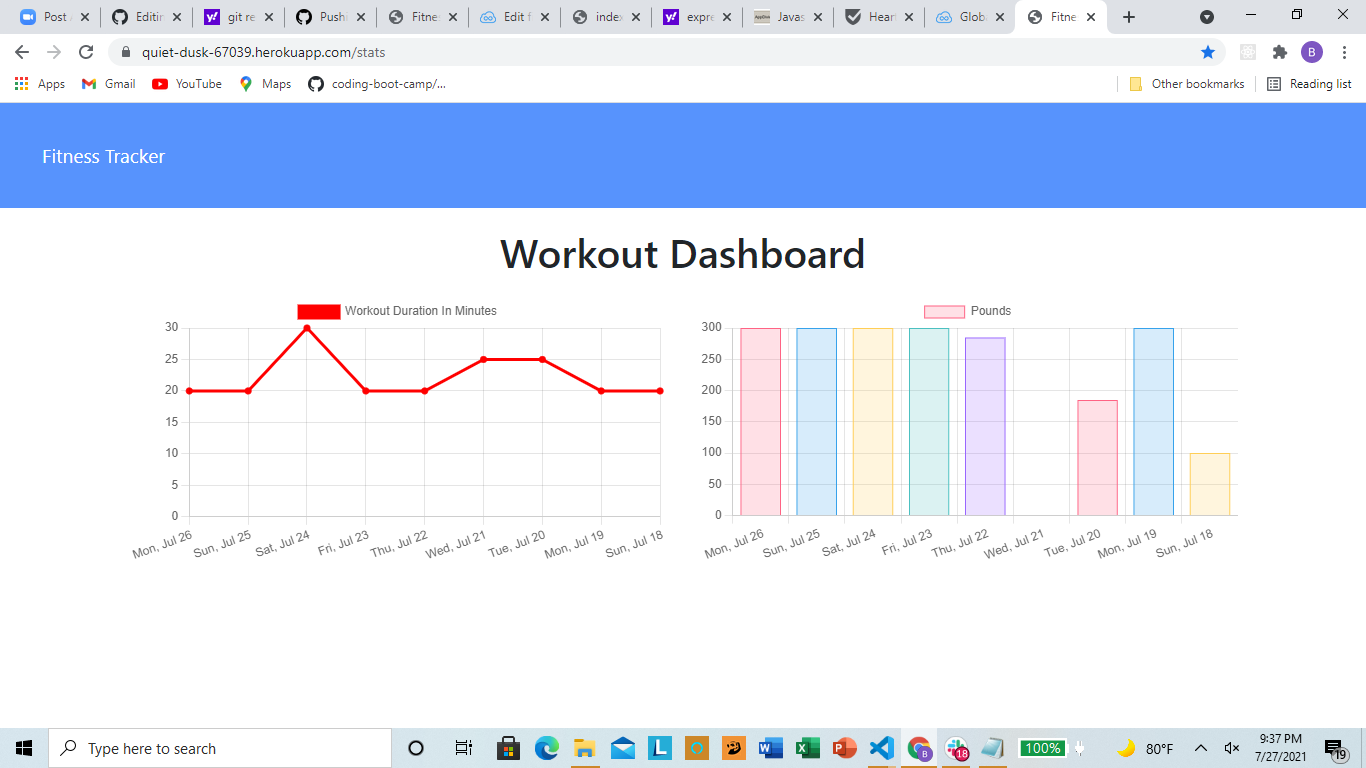 Post A Editin git re Pushi Fitnes Edit f index expre Javas Heart Globa Fitne
quiet-dusk-67039.herokuapp.com/stats B
Apps Gmail YouTube Maps coding-boot-camp/... Other bookmarks Reading list
Fitness Tracker
Workout Dashboard
Workout Duration In Minutes
30
25
20
15
10
5
0
Mon, Jul 26 Sun, Jul 25 Sat, Jul 24 Fri, Jul 23 Thu, Jul 22 Wed, Jul 21 Tue, Jul 20 Mon, Jul 19 Sun, Jul 18
Pounds
300
250
200
150
100
50
0
Mon, Jul 26 Sun, Jul 25 Sat, Jul 24 Fri, Jul 23 Thu, Jul 22 Wed, Jul 21 Tue, Jul 20 Mon, Jul 19 Sun, Jul 18
Type here to search 100% 80°F 9:37 PM
7/27/2021
18
19